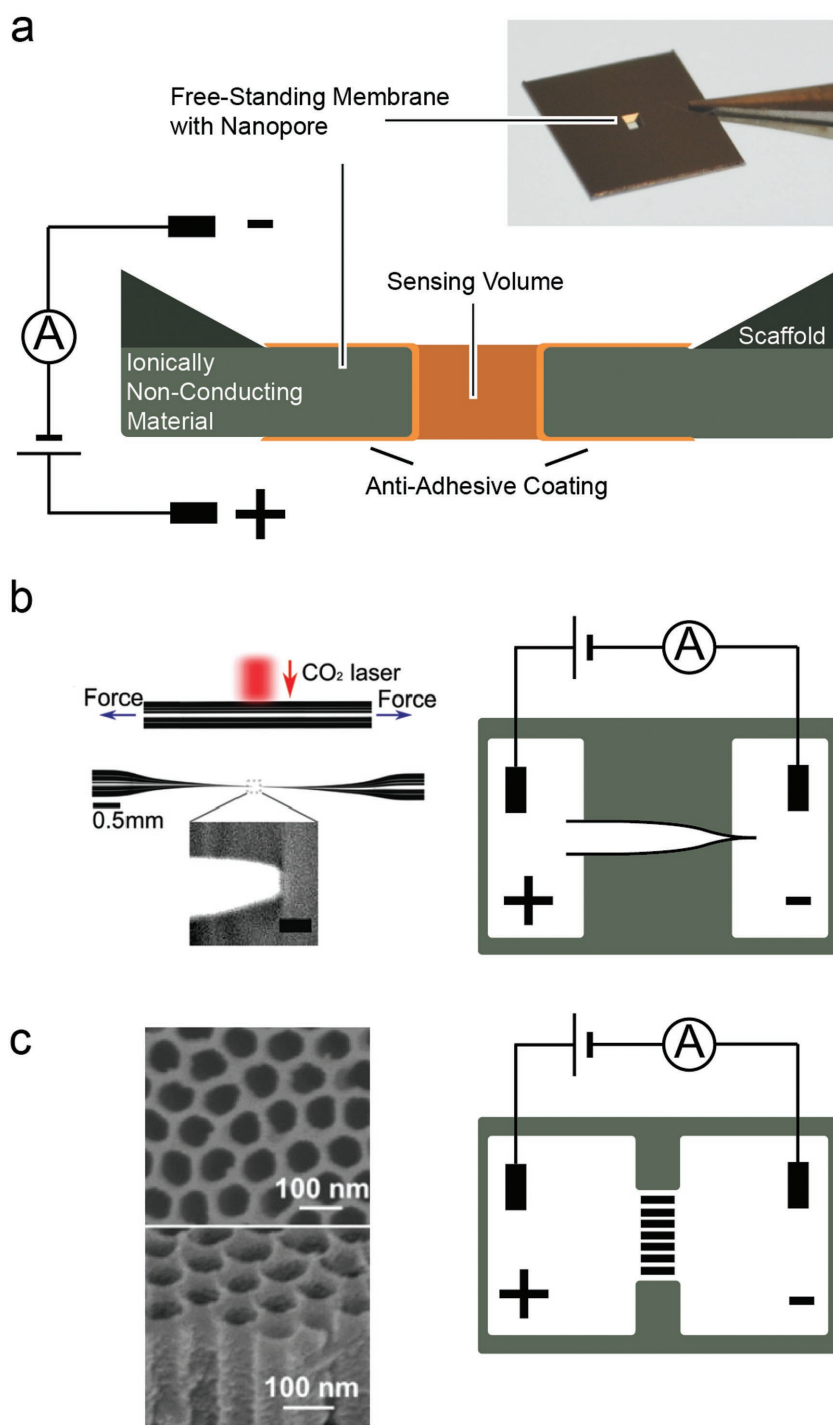 a
Free-Standing Membrane
with Nanopore
-
A
Sensing Volume
Scaffold
Ionically
Non-Conducting
Material
Anti-Adhesive Coating
+
b
CO₂ laser
Force
Force
0.5mm
A
+
-
c
100 nm
100 nm
A
+
-